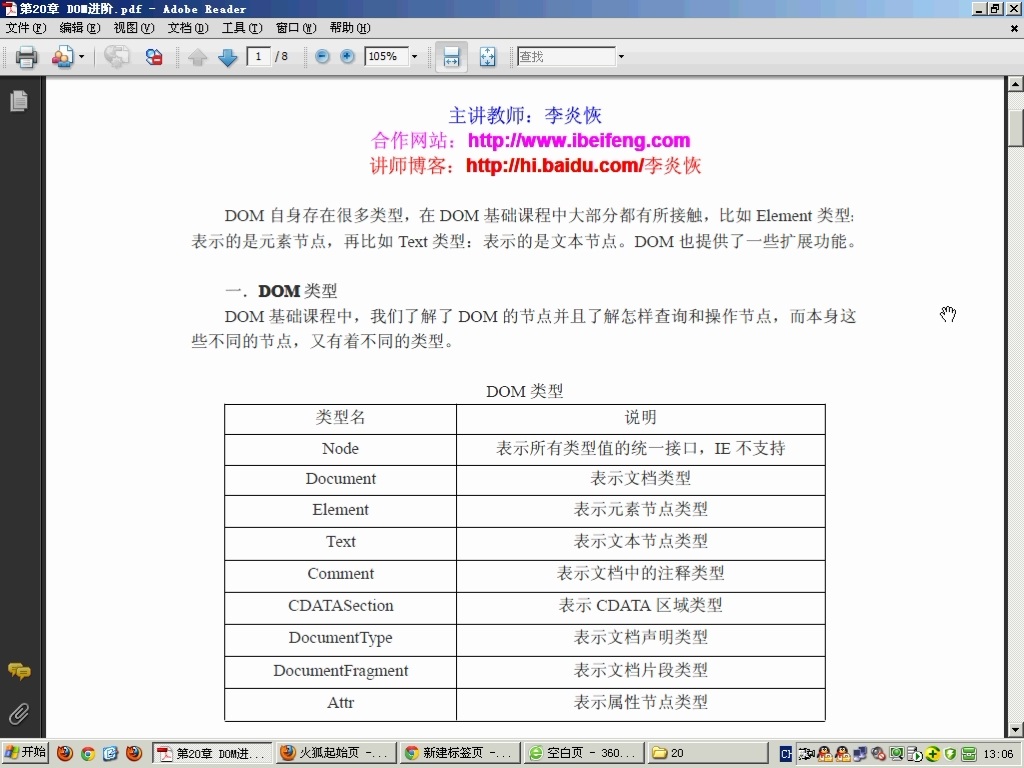 第20章 DOM进阶.pdf - Adobe Reader
文件(F) 编辑(E) 视图(V) 文档(D) 工具(T) 窗口(W) 帮助(H)
1 / 8 105% 查找
主讲教师：李炎恢
合作网站：http://www.ibeifeng.com
讲师博客：http://hi.baidu.com/李炎恢
DOM 自身存在很多类型，在 DOM 基础课程中大部分都有所接触，比如 Element 类型：
表示的是元素节点，再比如 Text 类型：表示的是文本节点。DOM 也提供了一些扩展功能。
一．DOM 类型
DOM 基础课程中，我们了解了 DOM 的节点并且了解怎样查询和操作节点，而本身这
些不同的节点，又有着不同的类型。
DOM 类型
类型名 说明
Node 表示所有类型值的统一接口，IE 不支持
Document 表示文档类型
Element 表示元素节点类型
Text 表示文本节点类型
Comment 表示文档中的注释类型
CDATASection 表示 CDATA 区域类型
DocumentType 表示文档声明类型
DocumentFragment 表示文档片段类型
Attr 表示属性节点类型
开始 第20章 DOM进... 火狐起始页 -... 新建标签页 -... 空白页 - 360... 20 CH 13:06